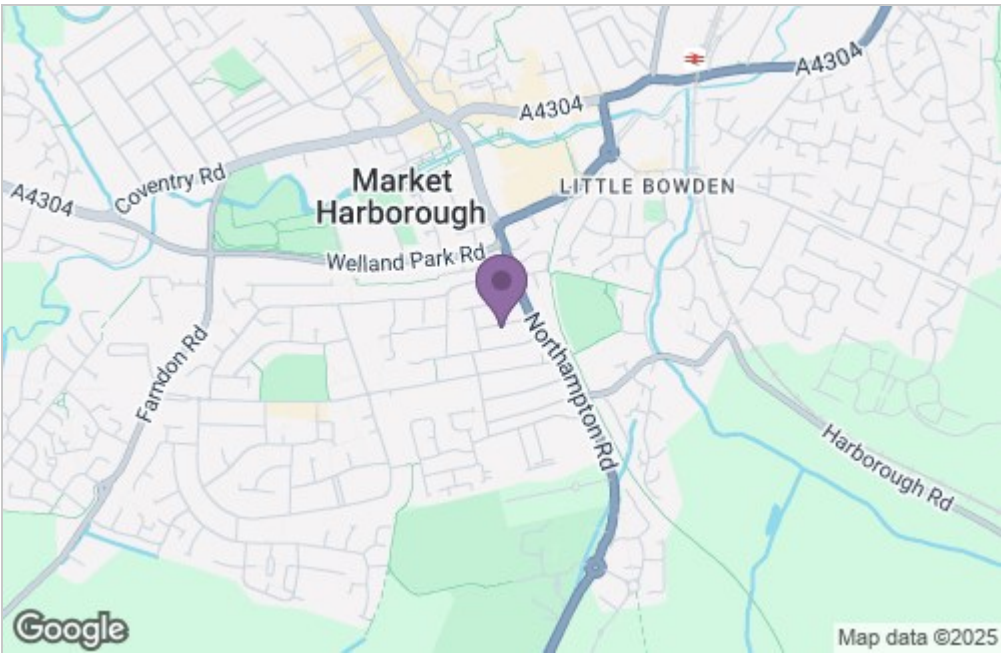 A4304
A4304
A4304
Coventry Rd
Market
Harborough
LITTLE BOWDEN
Welland Park Rd
Farndon Rd
Northampton Rd
Harborough Rd
Google
Map data ©2025